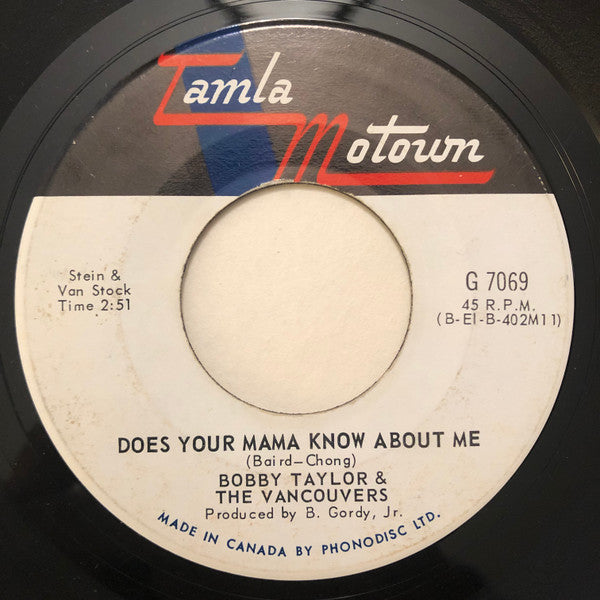 Tamla
Motown
Stein &
Van Stock
Time 2:51
G 7069
45 R.P.M.
(B-EI-B-402M11)
DOES YOUR MAMA KNOW ABOUT ME
(Baird—Chong)
BOBBY TAYLOR &
THE VANCOUVERS
Produced by B. Gordy, Jr.
MADE IN CANADA BY PHONODISC LTD.